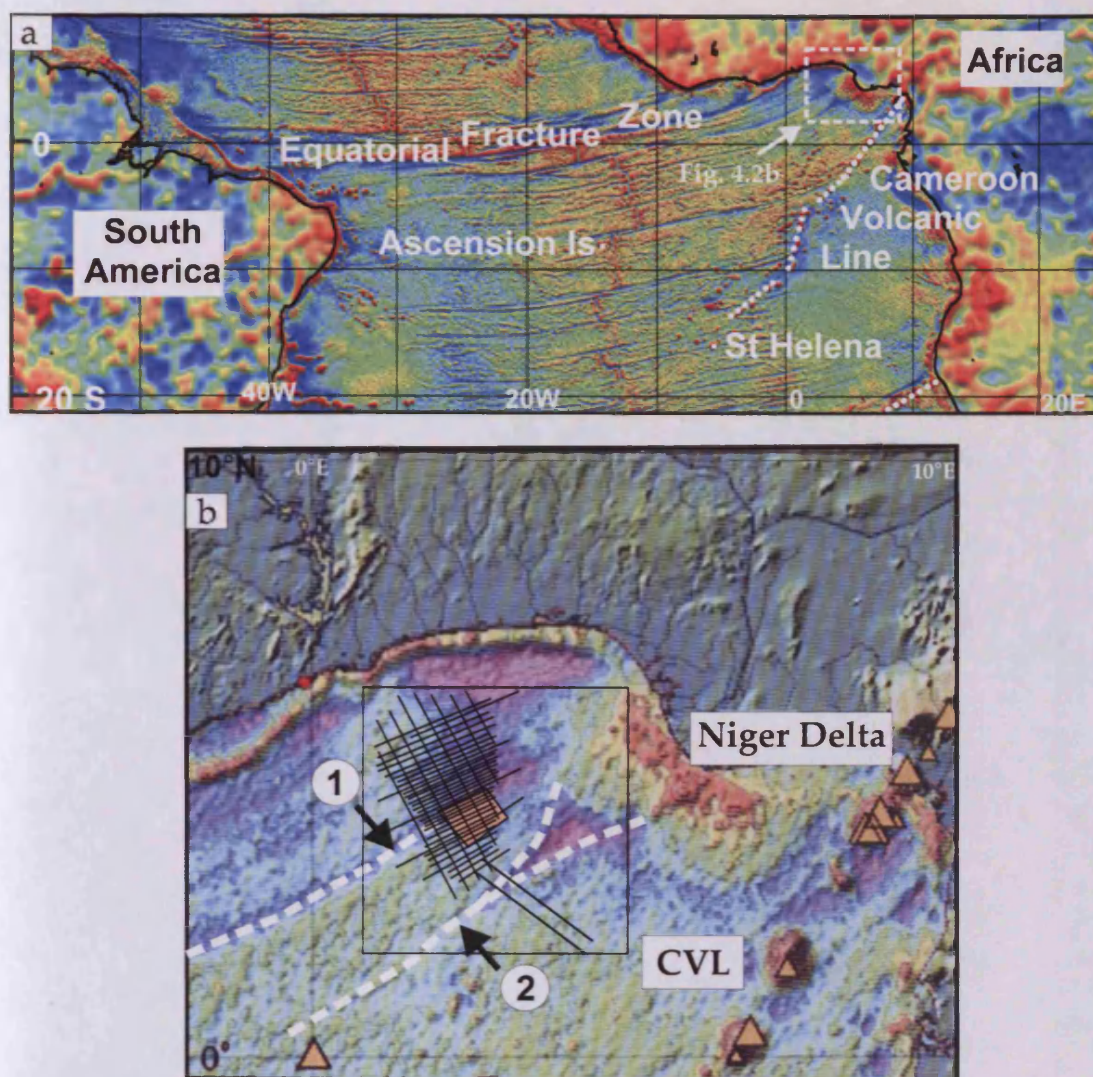 a
Africa
0
Equatorial Fracture Zone
Fig. 4.2b
Cameroon
Volcanic
Line
South
America
Ascension Is
St Helena
20 S
40W
20W
0
20E
10°N
0°E
10°E
b
Niger Delta
1
CVL
2
0°